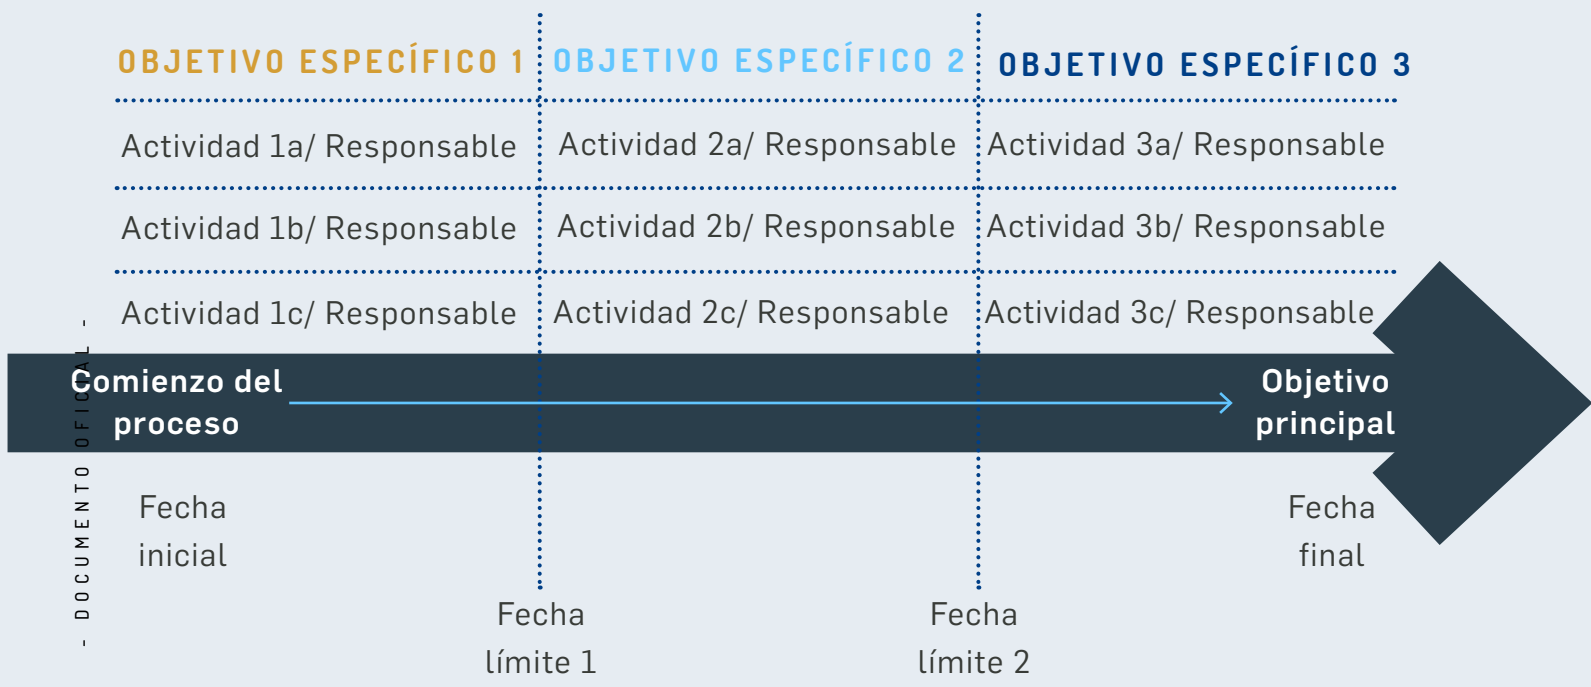 OBJETIVO ESPECÍFICO 1 OBJETIVO ESPECÍFICO 2 OBJETIVO ESPECÍFICO 3
Actividad 1a/ Responsable Actividad 2a/ Responsable Actividad 3a/ Responsable
Actividad 1b/ Responsable Actividad 2b/ Responsable Actividad 3b/ Responsable
Actividad 1c/ Responsable Actividad 2c/ Responsable Actividad 3c/ Responsable
Comienzo del
proceso
Objetivo
principal
Fecha
inicial
Fecha
límite 1
Fecha
límite 2
Fecha
final
- DOCUMENTO OFICIAL -